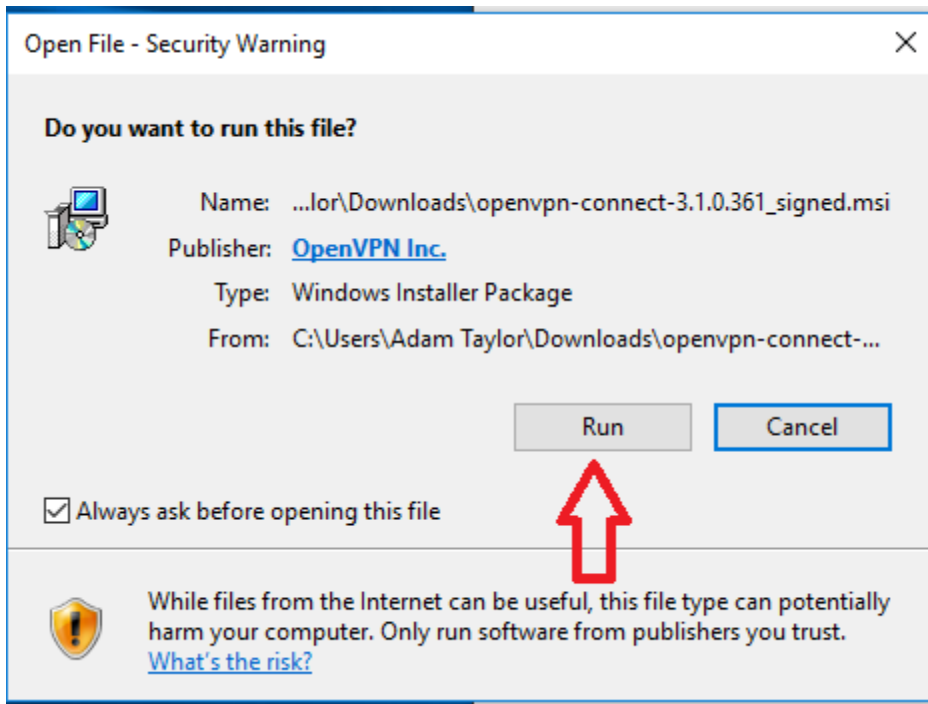 Open File - Security Warning
Do you want to run this file?
Name: ...lor\Downloads\openvpn-connect-3.1.0.361_signed.msi
Publisher: OpenVPN Inc.
Type: Windows Installer Package
From: C:\Users\Adam Taylor\Downloads\openvpn-connect-...
Run Cancel
Always ask before opening this file
While files from the Internet can be useful, this file type can potentially
harm your computer. Only run software from publishers you trust.
What's the risk?